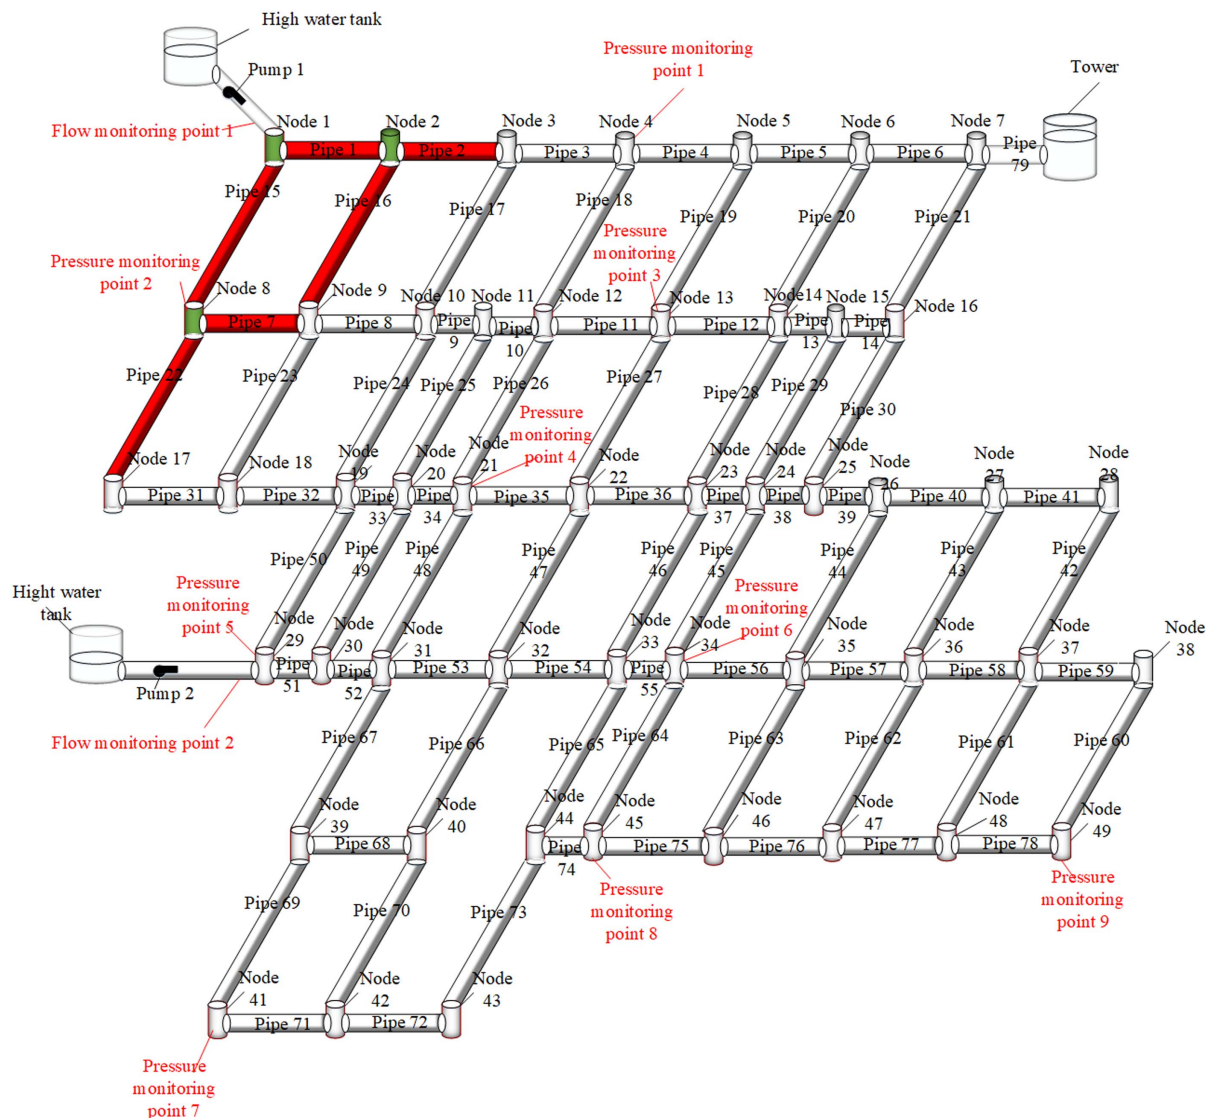 High water tank
Pump 1
Flow monitoring point 1
Pressure monitoring
point 1
Tower
Node 1
Node 2
Node 3
Node 4
Node 5
Node 6
Node 7
Pipe 1
Pipe 2
Pipe 3
Pipe 4
Pipe 5
Pipe 6
Pipe
79
Pipe 15
Pipe 16
Pipe 17
Pipe 18
Pipe 19
Pipe 20
Pipe 21
Pressure monitoring
point 2
Pressure
monitoring
point 3
Node 8
Node 9
Node 10
Node 11
Node 12
Node 13
Node14
Node 15
Node 16
Pipe 7
Pipe 8
Pipe
9
Pipe
10
Pipe 11
Pipe 12
Pipe
13
Pipe
14
Pipe 22
Pipe 23
Pipe 24
Pipe 25
Pipe 26
Pipe 27
Pipe 28
Pipe 29
Pipe 30
Pressure
monitoring
point 4
Node 17
Node 18
Node
19
Node
20
Node
21
Node
22
Node
23
Node
24
Node
25
Node
26
Node
27
Node
28
Pipe 31
Pipe 32
Pipe
33
Pipe
34
Pipe 35
Pipe 36
Pipe
37
Pipe
38
Pipe
39
Pipe 40
Pipe 41
Pipe 50
Pipe
49
Pipe
48
Pipe
47
Pipe
46
Pipe
45
Pipe
44
Pipe
43
Pipe
42
Hight water
tank
Pressure
monitoring
point 5
Pressure
monitoring
point 6
Node
29
Node
30
Node
31
Node
32
Node
33
Node
34
Node
35
Node
36
Node
37
Node
38
Pump 2
Pipe
51
Pipe
52
Pipe 53
Pipe 54
Pipe
55
Pipe 56
Pipe 57
Pipe 58
Pipe 59
Flow monitoring point 2
Pipe 67
Pipe 66
Pipe 65
Pipe 64
Pipe 63
Pipe 62
Pipe 61
Pipe 60
Node
39
Node
40
Node
44
Node
45
Node
46
Node
47
Node
48
Node
49
Pipe 68
Pipe
74
Pipe 75
Pipe 76
Pipe 77
Pipe 78
Pressure
monitoring
point 8
Pressure
monitoring
point 9
Pipe 69
Pipe 70
Pipe 73
Node
41
Node
42
Node
43
Pipe 71
Pipe 72
Pressure
monitoring
point 7